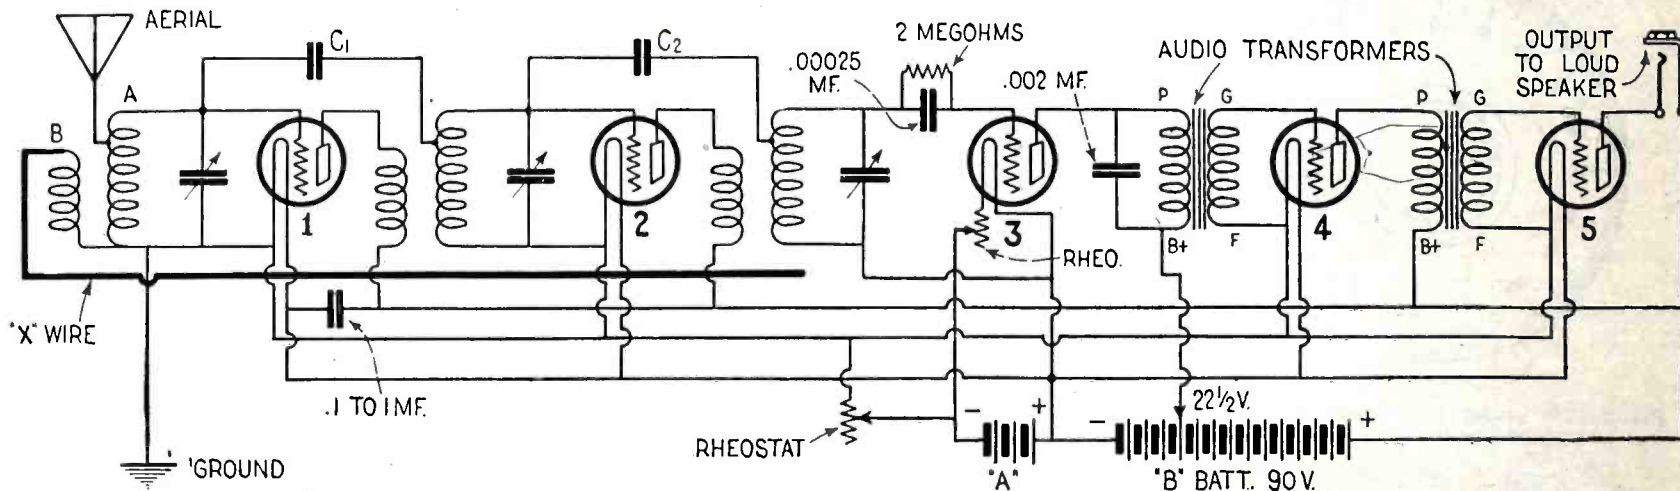 AERIAL
C1
C2
2 MEGOHMS
.00025
MF.
.002 MF.
AUDIO TRANSFORMERS
OUTPUT
TO LOUD
SPEAKER
A
B
P
G
P
G
1
2
3
4
5
B+
F
B+
F
RHEO.
"X" WIRE
.1 TO 1 MF.
RHEOSTAT
- +
22½V.
- +
'GROUND
"A"
"B" BATT. 90 V.